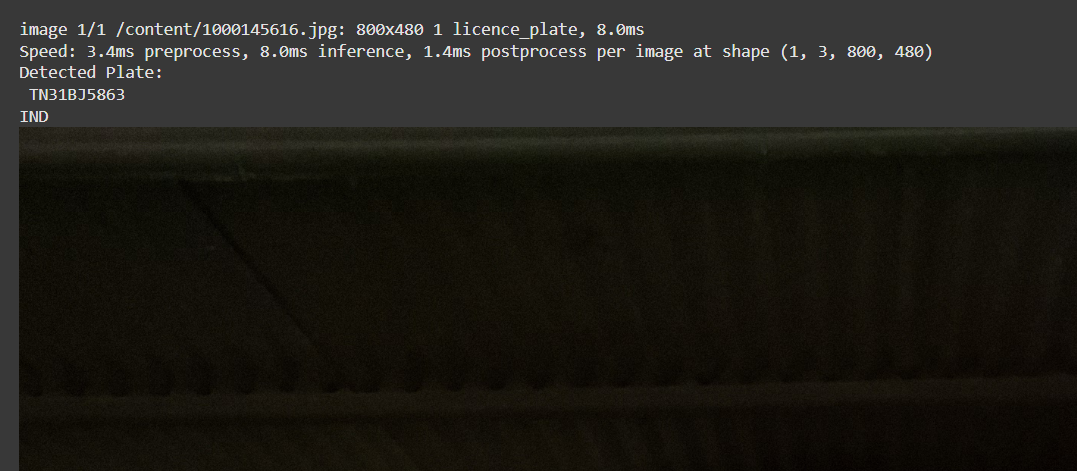 image 1/1 /content/1000145616.jpg: 800x480 1 licence_plate, 8.0ms
Speed: 3.4ms preprocess, 8.0ms inference, 1.4ms postprocess per image at shape (1, 3, 800, 480)
Detected Plate:
TN31BJ5863
IND